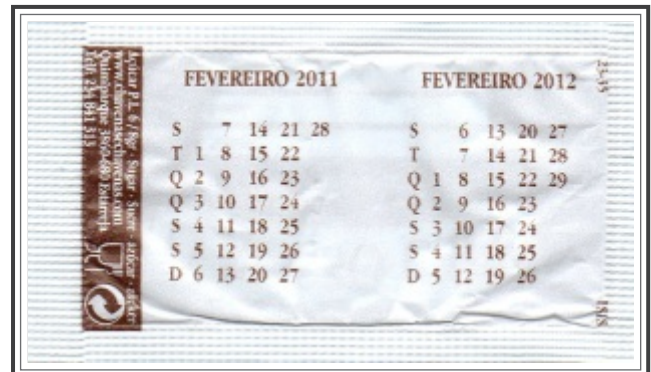 FEVEREIRO 2011
S 7 14 21 28
T 1 8 15 22
Q 2 9 16 23
Q 3 10 17 24
S 4 11 18 25
S 5 12 19 26
D 6 13 20 27
FEVEREIRO 2012
S 6 13 20 27
T 7 14 21 28
Q 1 8 15 22 29
Q 2 9 16 23
S 3 10 17 24
S 4 11 18 25
D 5 12 19 26